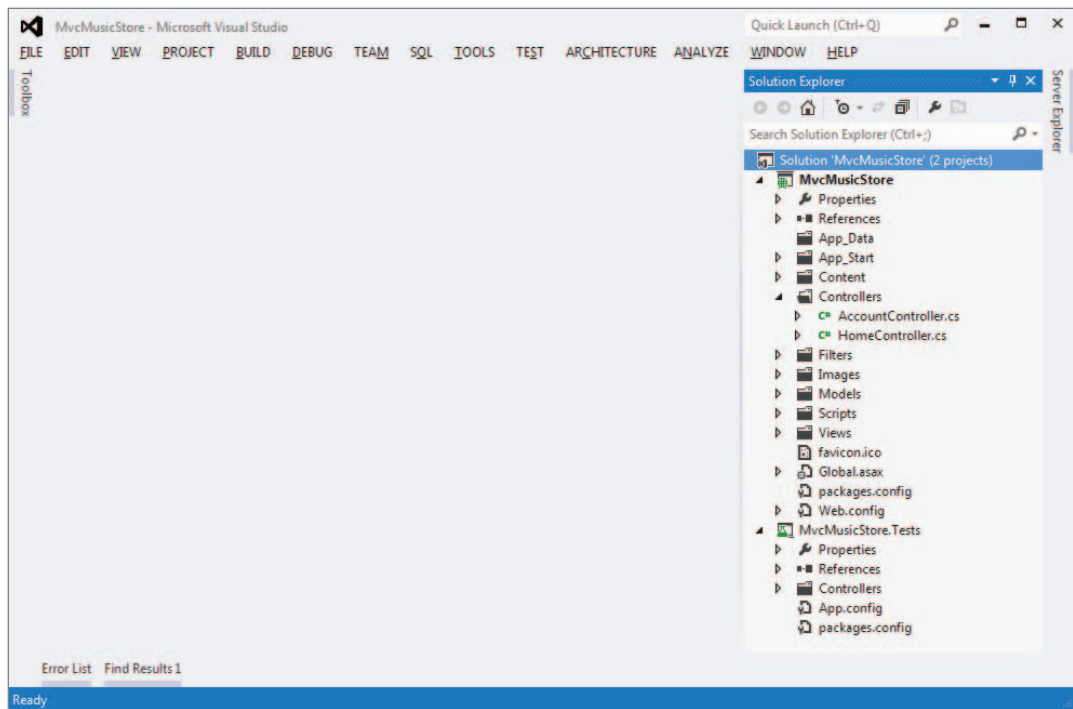 MvcMusicStore - Microsoft Visual Studio
Quick Launch (Ctrl+Q)
FILE EDIT VIEW PROJECT BUILD DEBUG TEAM SQL TOOLS TEST ARCHITECTURE ANALYZE WINDOW HELP
Toolbox
Solution Explorer
Server Explorer
Search Solution Explorer (Ctrl+;)
Solution 'MvcMusicStore' (2 projects)
MvcMusicStore
Properties
References
App_Data
App_Start
Content
Controllers
C# AccountController.cs
C# HomeController.cs
Filters
Images
Models
Scripts
Views
favicon.ico
Global.asax
packages.config
Web.config
MvcMusicStore.Tests
Properties
References
Controllers
App.config
packages.config
Error List Find Results 1
Ready